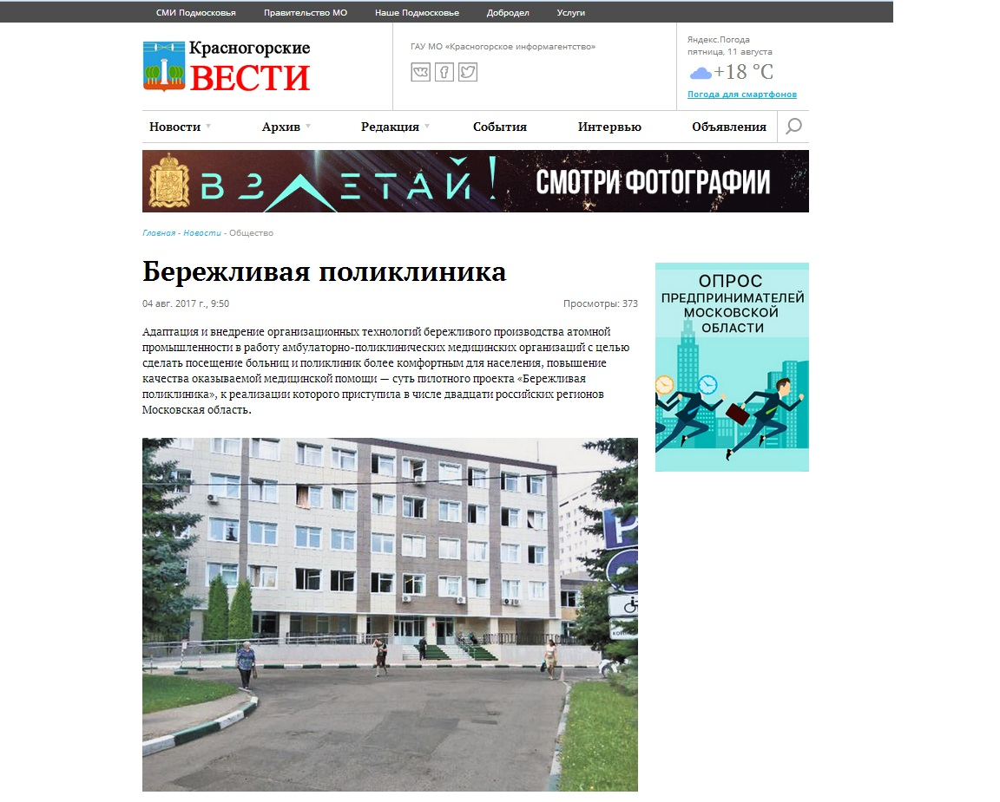 СМИ Подмосковья Правительство МО Наше Подмосковье Добродел Услуги
Красногорские
ВЕСТИ
ГАУ МО «Красногорское информагентство»
Яндекс.Погода
пятница, 11 августа
+18 °C
Погода для смартфонов
Новости Архив Редакция События Интервью Объявления
ВЗЛЕТАЙ! СМОТРИ ФОТОГРАФИИ
Главная - Новости - Общество
Бережливая поликлиника
04 авг. 2017 г., 9:50 Просмотры: 373
Адаптация и внедрение организационных технологий бережливого производства атомной
промышленности в работу амбулаторно-поликлинических медицинских организаций с целью
сделать посещение больниц и поликлиник более комфортным для населения, повышение
качества оказываемой медицинской помощи — суть пилотного проекта «Бережливая
поликлиника», к реализации которого приступила в числе двадцати российских регионов
Московская область.
ОПРОС
ПРЕДПРИНИМАТЕЛЕЙ
МОСКОВСКОЙ
ОБЛАСТИ